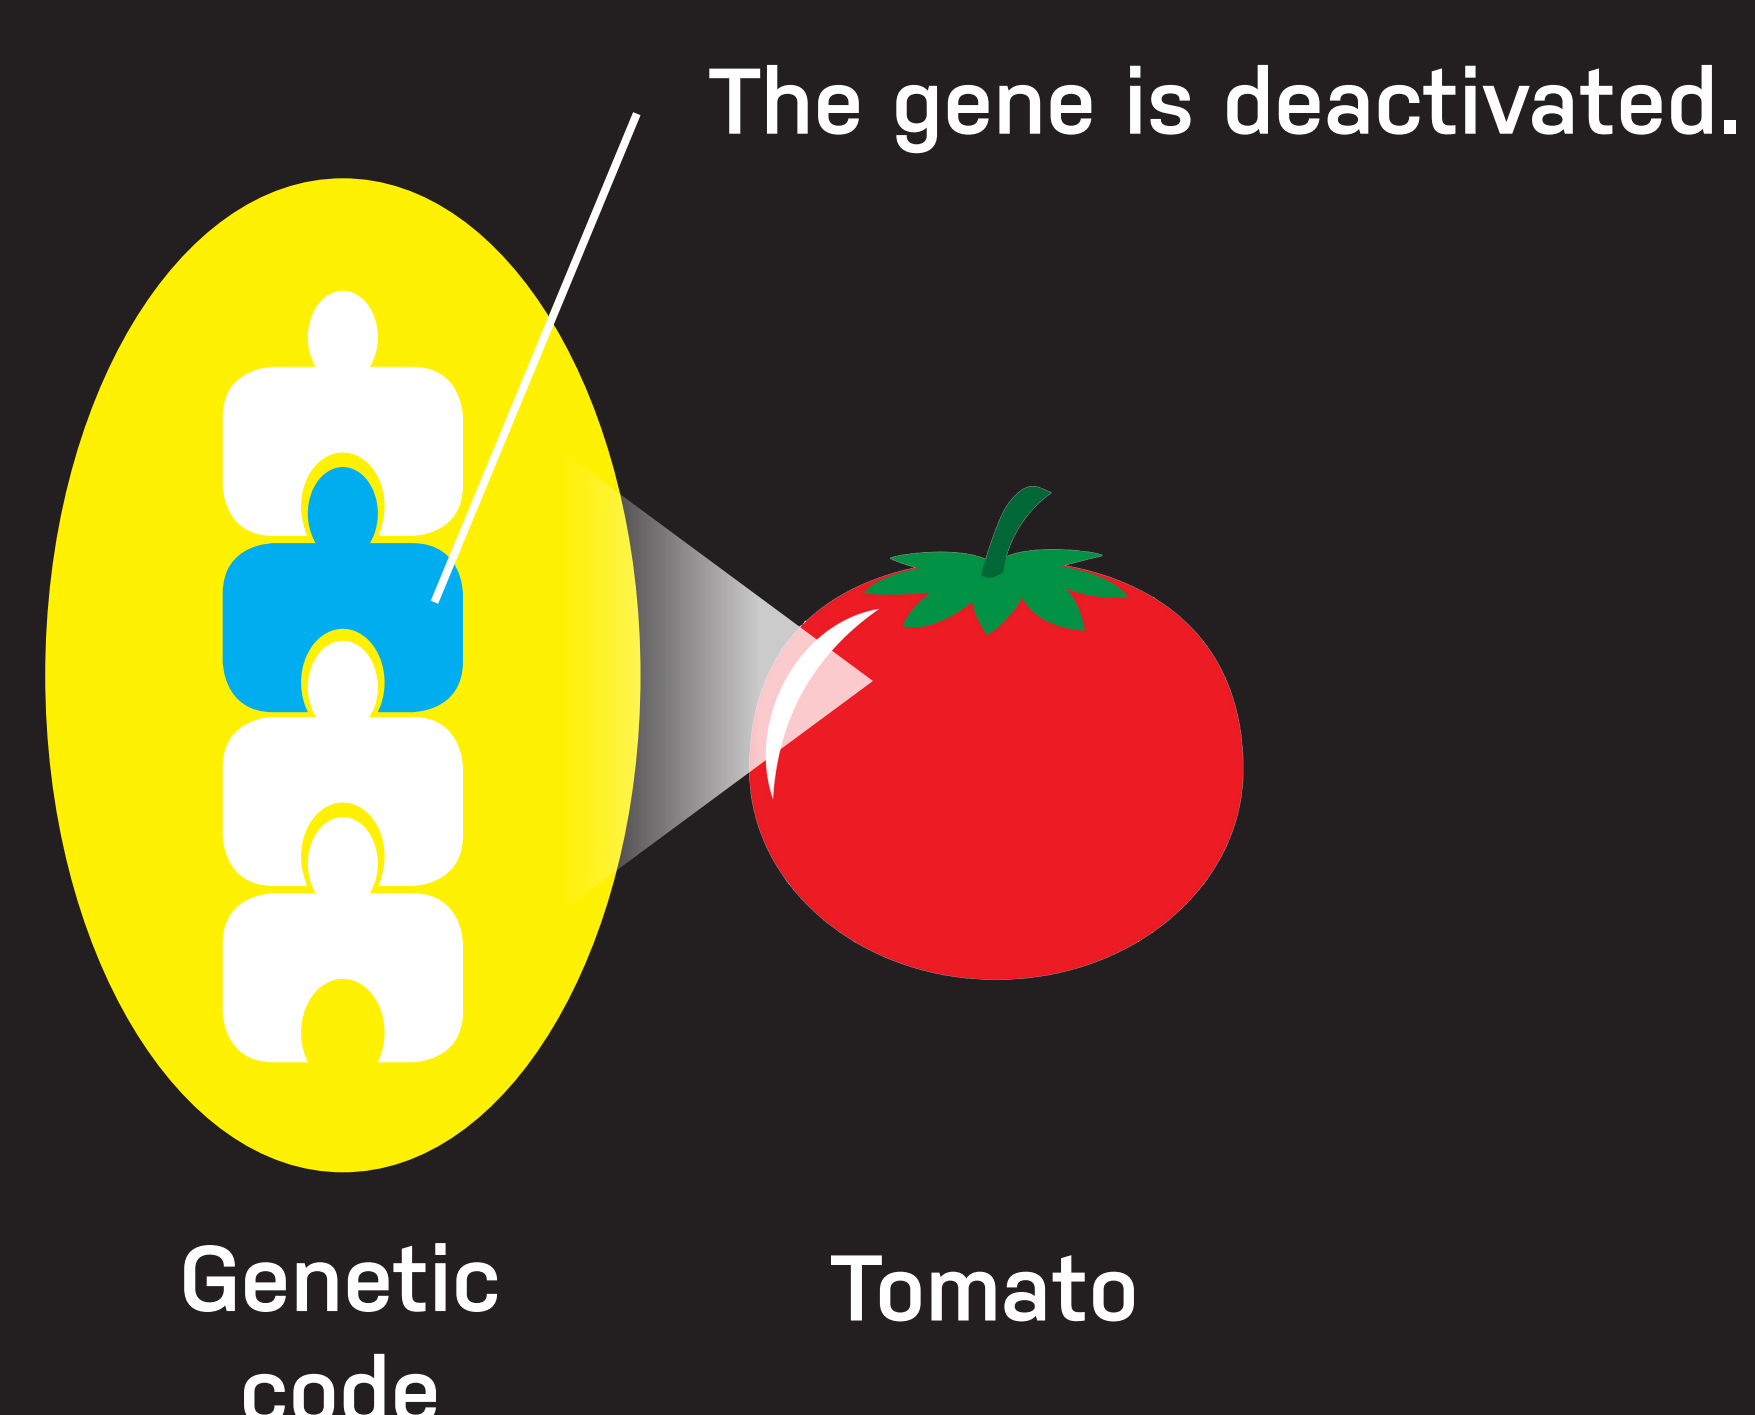 The gene is deactivated.
Genetic
code
Tomato